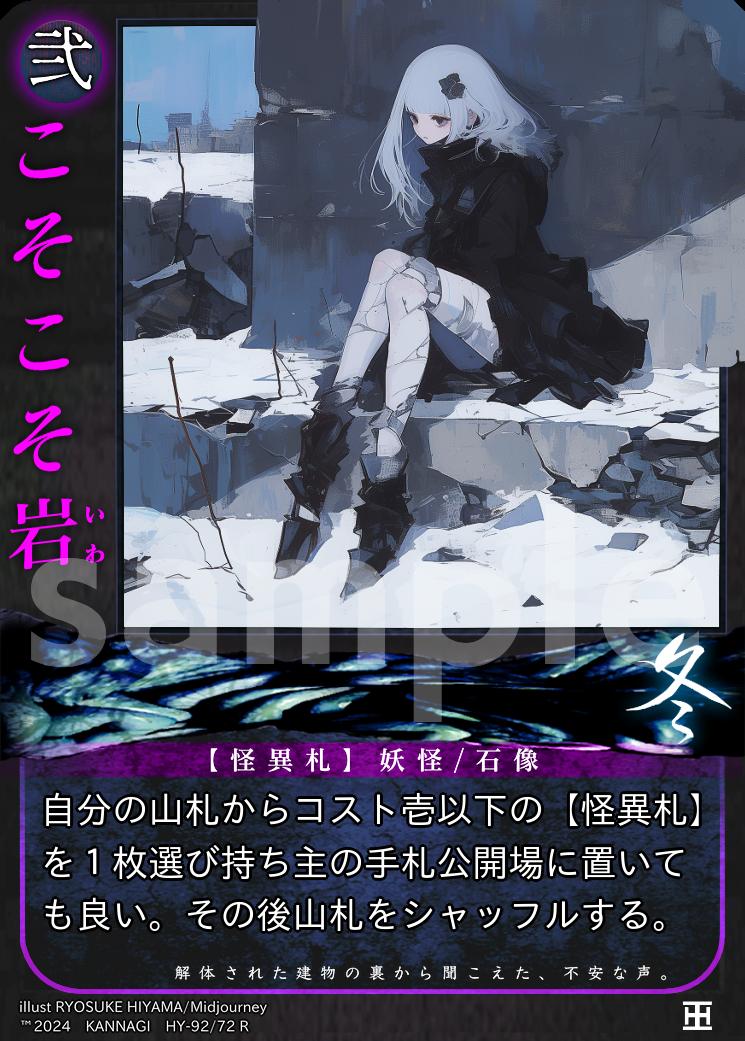 弐
こそこそ岩
いわ
sample
冬
【怪異札】妖怪/石像
自分の山札からコスト壱以下の【怪異札】
を1枚選び持ち主の手札公開場に置いて
も良い。その後山札をシャッフルする。
解体された建物の裏から聞こえた、不安な声。
illust RYOSUKE HIYAMA/Midjourney
™2024 KANNAGI HY-92/72 R